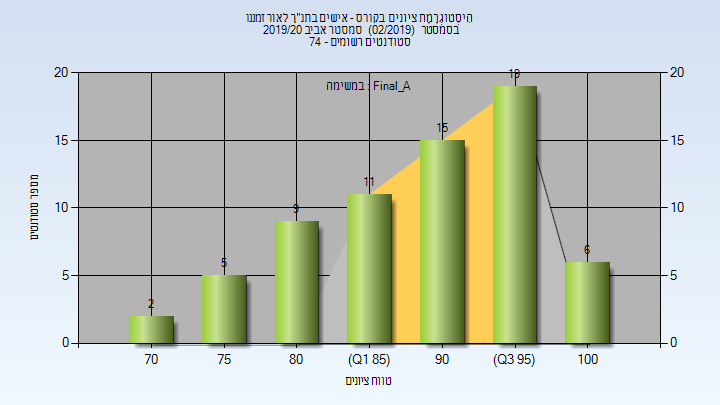 היסטוגרמת ציונים בקורס - אישים בתנ"ך לאור זמננו
בסמסטר (02/2019) סמסטר אביב 2019/20
סטודנטים רשומים - 74
במשימה : Final_A
20 20
15 15
10 10
5 5
0 0
2 5 9 11 15 19 6
מספר סטודנטים
70 75 80 (Q1 85) 90 (Q3 95) 100
טווח ציונים